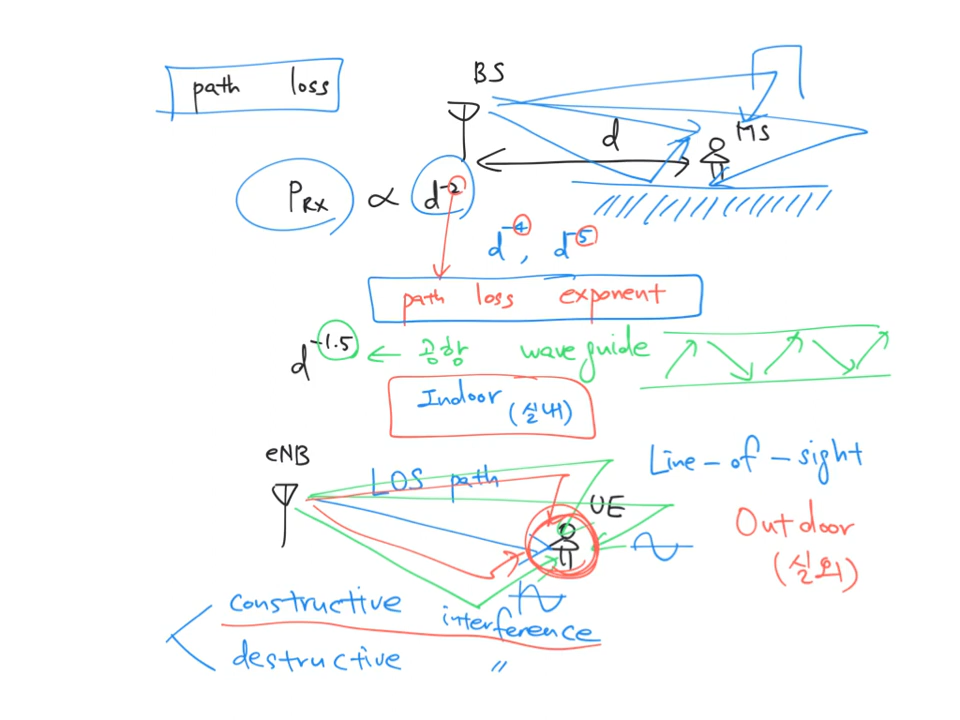 path loss
BS
d
MS
P_RX ∝ d^-2
d^-4, d^-5
path loss exponent
d^-1.5 ← 공항 waveguide
Indoor
(실내)
eNB
LOS path
Line-of-sight
UE
Outdoor
(실외)
constructive interference
destructive 〃